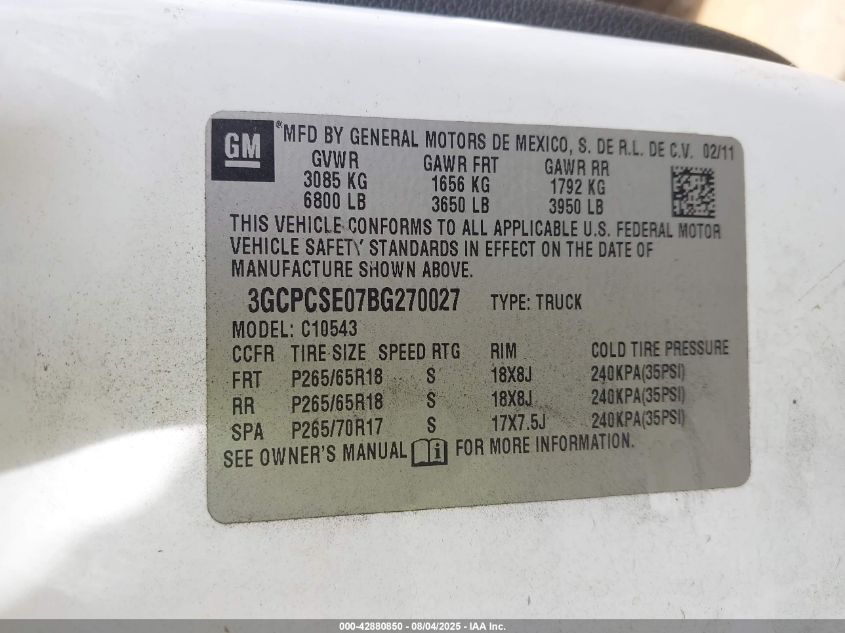 GM
®MFD BY GENERAL MOTORS DE MEXICO, S. DE R.L. DE C.V. 02/11
GVWR GAWR FRT GAWR RR
3085 KG 1656 KG 1792 KG
6800 LB 3650 LB 3950 LB
THIS VEHICLE CONFORMS TO ALL APPLICABLE U.S. FEDERAL MOTOR
VEHICLE SAFETY STANDARDS IN EFFECT ON THE DATE OF
MANUFACTURE SHOWN ABOVE.
3GCPCSE07BG270027 TYPE: TRUCK
MODEL: C10543
CCFR TIRE SIZE SPEED RTG RIM COLD TIRE PRESSURE
FRT P265/65R18 S 18X8J 240KPA(35PSI)
RR P265/65R18 S 18X8J 240KPA(35PSI)
SPA P265/70R17 S 17X7.5J 240KPA(35PSI)
SEE OWNER'S MANUAL i FOR MORE INFORMATION.
000-42880850 - 08/04/2025 - IAA Inc.